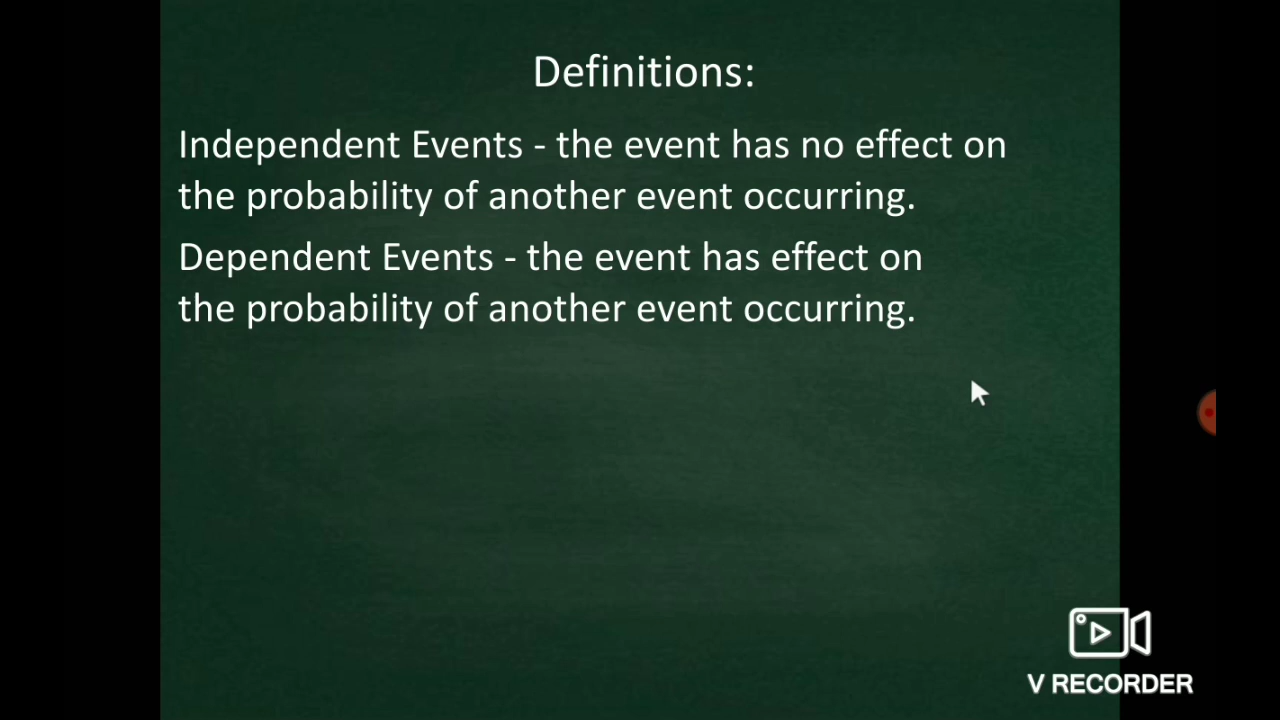 Definitions:
Independent Events - the event has no effect on
the probability of another event occurring.
Dependent Events - the event has effect on
the probability of another event occurring.
V RECORDER